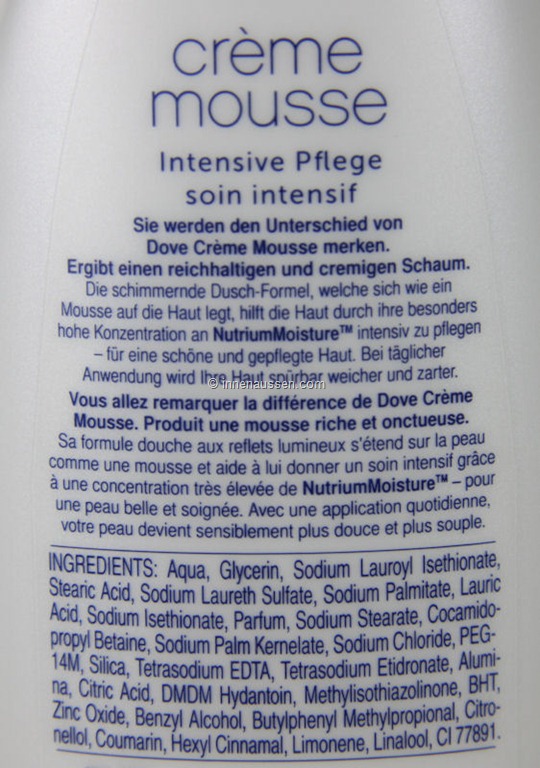 crème
mousse
Intensive Pflege
soin intensif
Sie werden den Unterschied von
Dove Crème Mousse merken.
Ergibt einen reichhaltigen und cremigen Schaum.
Die schimmernde Dusch-Formel, welche sich wie ein
Mousse auf die Haut legt, hilft die Haut durch ihre besonders
hohe Konzentration an NutriumMoisture™ intensiv zu pflegen
– für eine schöne und gepflegte Haut. Bei täglicher
Anwendung wird Ihre Haut spürbar weicher und zarter.
© innenaussen.com
Vous allez remarquer la différence de Dove Crème
Mousse. Produit une mousse riche et onctueuse.
Sa formule douche aux reflets lumineux s'étend sur la peau
comme une mousse et aide à lui donner un soin intensif grâce
à une concentration très élevée de NutriumMoisture™ – pour
une peau belle et soignée. Avec une application quotidienne,
votre peau devient sensiblement plus douce et plus souple.
INGREDIENTS: Aqua, Glycerin, Sodium Lauroyl Isethionate,
Stearic Acid, Sodium Laureth Sulfate, Sodium Palmitate, Lauric
Acid, Sodium Isethionate, Parfum, Sodium Stearate, Cocamido-
propyl Betaine, Sodium Palm Kernelate, Sodium Chloride, PEG-
14M, Silica, Tetrasodium EDTA, Tetrasodium Etidronate, Alumi-
na, Citric Acid, DMDM Hydantoin, Methylisothiazolinone, BHT,
Zinc Oxide, Benzyl Alcohol, Butylphenyl Methylpropional, Citro-
nellol, Coumarin, Hexyl Cinnamal, Limonene, Linalool, CI 77891.